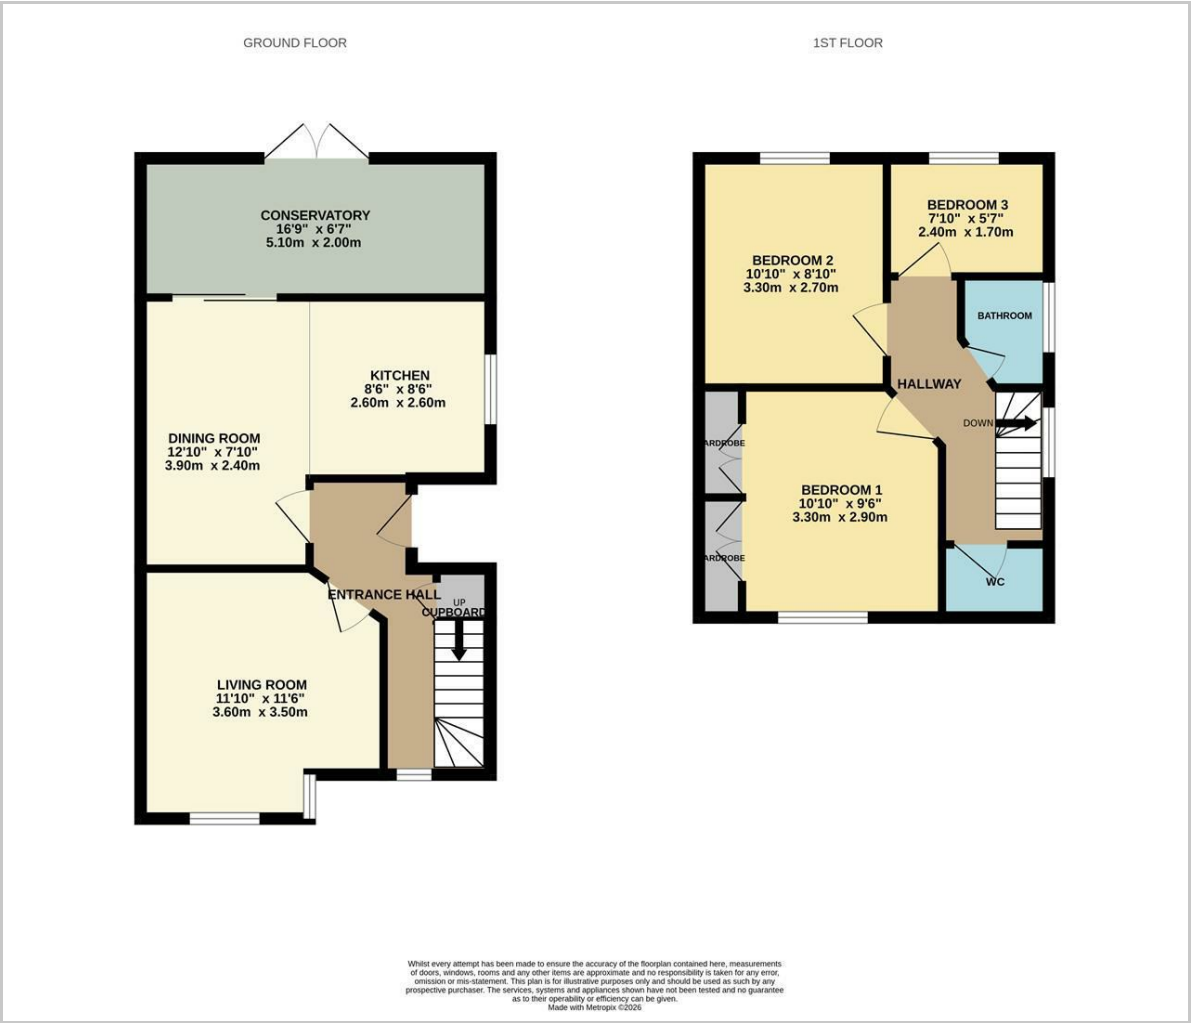 GROUND FLOOR
1ST FLOOR
CONSERVATORY
16'9" x 6'7"
5.10m x 2.00m
KITCHEN
8'6" x 8'6"
2.60m x 2.60m
DINING ROOM
12'10" x 7'10"
3.90m x 2.40m
ENTRANCE HALL
UP
CUPBOARD
LIVING ROOM
11'10" x 11'6"
3.60m x 3.50m
BEDROOM 3
7'10" x 5'7"
2.40m x 1.70m
BEDROOM 2
10'10" x 8'10"
3.30m x 2.70m
BATHROOM
HALLWAY
DOWN
ARDROBE
BEDROOM 1
10'10" x 9'6"
3.30m x 2.90m
ARDROBE
WC
Whilst every attempt has been made to ensure the accuracy of the floorplan contained here, measurements
of doors, windows, rooms and any other items are approximate and no responsibility is taken for any error,
omission or mis-statement. This plan is for illustrative purposes only and should be used as such by any
prospective purchaser. The services, systems and appliances shown have not been tested and no guarantee
as to their operability or efficiency can be given.
Made with Metropix ©2026